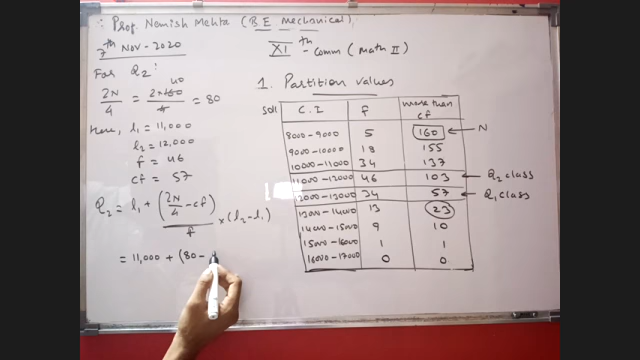 ∴ Prof. Nemish Mehta (B E Mechanical).
7th Nov - 2020
XI th - Comm (Math II)
For Q2:
2N/4 = 2×160/4 = 80
40
Here, l1 = 11,000
l2 = 12,000
f = 46
cf = 57
Q2 = l1 + (2N/4 - cf)/f × (l2 - l1)
= 11,000 + (80 -
1. Partition values
Soln
C.I f more than cf
8000-9000 5 160 ← N
9000-10000 18 155
10000-11000 34 137
11000-12000 46 103 ← Q2 class
12000-13000 34 57 ← Q1 class
13000-14000 13 23
14000-15000 9 10
15000-16000 1 1
16000-17000 0 0